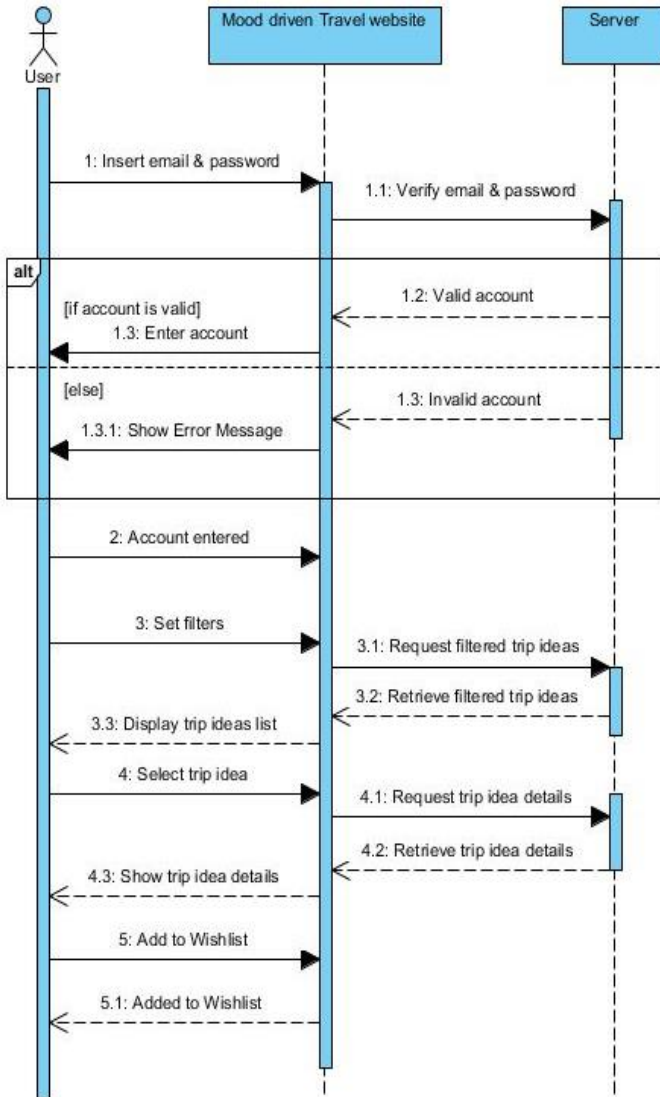 Mood driven Travel website
Server
User
1: Insert email & password
1.1: Verify email & password
alt
1.2: Valid account
[if account is valid]
1.3: Enter account
[else]
1.3: Invalid account
1.3.1: Show Error Message
2: Account entered
3: Set filters
3.1: Request filtered trip ideas
3.2: Retrieve filtered trip ideas
3.3: Display trip ideas list
4: Select trip idea
4.1: Request trip idea details
4.2: Retrieve trip idea details
4.3: Show trip idea details
5: Add to Wishlist
5.1: Added to Wishlist